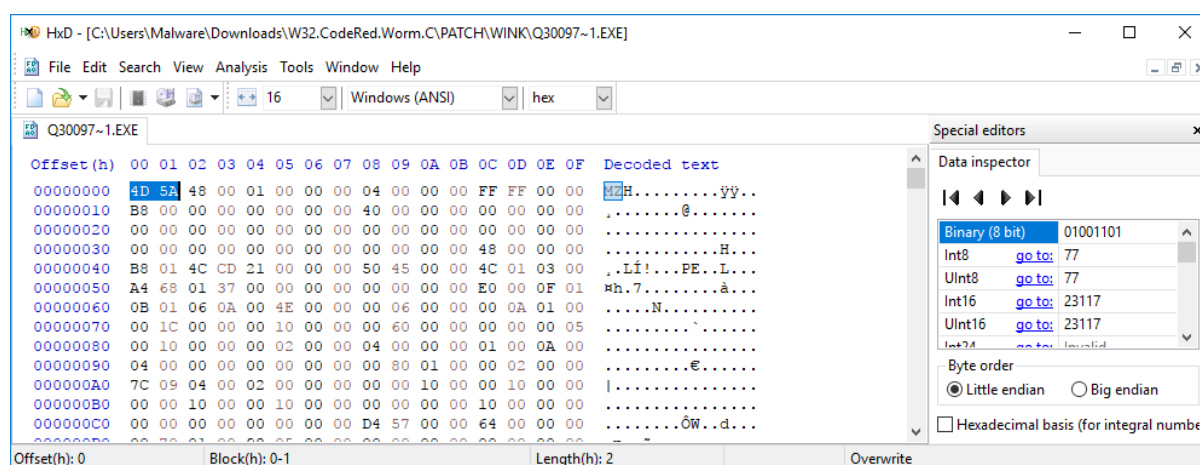 HxD - [C:\Users\Malware\Downloads\W32.CodeRed.Worm.C\PATCH\WINK\Q30097~1.EXE]
File Edit Search View Analysis Tools Window Help
16 Windows (ANSI) hex
Q30097~1.EXE
Special editors
Offset(h) 00 01 02 03 04 05 06 07 08 09 0A 0B 0C 0D 0E 0F Decoded text
Data inspector
00000000 4D 5A 48 00 01 00 00 00 04 00 00 00 FF FF 00 00 MZH.........ÿÿ..
00000010 B8 00 00 00 00 00 00 00 40 00 00 00 00 00 00 00 ¸.......@.......
00000020 00 00 00 00 00 00 00 00 00 00 00 00 00 00 00 00 ................
00000030 00 00 00 00 00 00 00 00 00 00 00 00 48 00 00 00 ............H...
00000040 B8 01 4C CD 21 00 00 00 50 45 00 00 4C 01 03 00 ¸.LÍ!...PE..L...
00000050 A4 68 01 37 00 00 00 00 00 00 00 00 E0 00 0F 01 ¤h.7........à...
00000060 0B 01 06 0A 00 4E 00 00 00 06 00 00 00 0A 01 00 .....N..........
00000070 00 1C 00 00 00 10 00 00 00 60 00 00 00 00 00 05 .........`......
00000080 00 10 00 00 00 02 00 00 04 00 00 00 01 00 0A 00 ................
00000090 04 00 00 00 00 00 00 00 00 80 01 00 00 02 00 00 .........€......
000000A0 7C 09 04 00 02 00 00 00 00 00 10 00 00 10 00 00 |...............
000000B0 00 00 10 00 00 10 00 00 00 00 00 00 10 00 00 00 ................
000000C0 00 00 00 00 00 00 00 00 D4 57 00 00 64 00 00 00 ........ÔW..d...
Binary (8 bit) 01001101
Int8 go to: 77
UInt8 go to: 77
Int16 go to: 23117
UInt16 go to: 23117
Int24 go to: Invalid
Byte order
Little endian Big endian
Hexadecimal basis (for integral numbe
Offset(h): 0 Block(h): 0-1 Length(h): 2 Overwrite